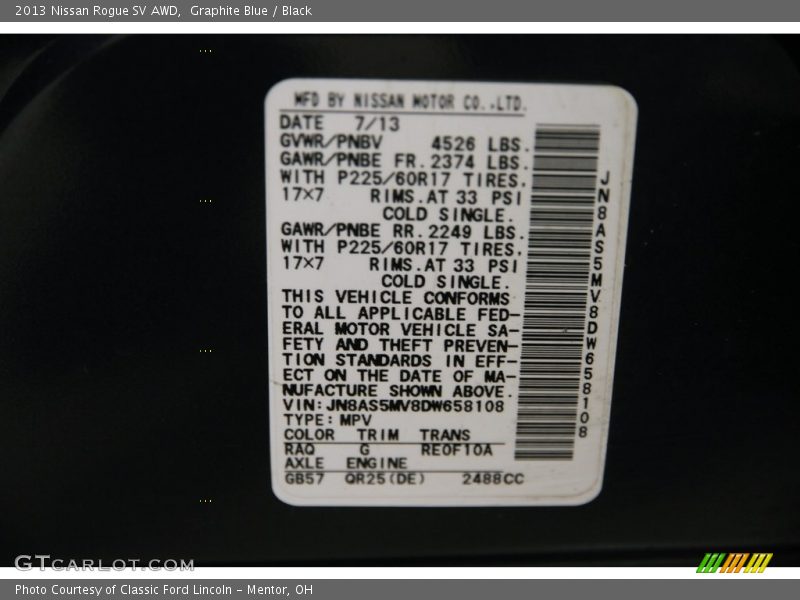 2013 Nissan Rogue SV AWD,  Graphite Blue / Black
MFD BY NISSAN MOTOR CO.,LTD.
DATE 7/13
GVWR/PNBV 4526 LBS.
GAWR/PNBE FR. 2374 LBS.
WITH P225/60R17 TIRES,
17×7 RIMS.AT 33 PSI
COLD SINGLE.
GAWR/PNBE RR. 2249 LBS.
WITH P225/60R17 TIRES,
17×7 RIMS.AT 33 PSI
COLD SINGLE.
THIS VEHICLE CONFORMS
TO ALL APPLICABLE FED-
ERAL MOTOR VEHICLE SA-
FETY AND THEFT PREVEN-
TION STANDARDS IN EFF-
ECT ON THE DATE OF MA-
NUFACTURE SHOWN ABOVE.
VIN:JN8AS5MV8DW658108
TYPE:MPV
COLOR TRIM TRANS
RAQ G RE0F10A
AXLE ENGINE
GB57 QR25(DE) 2488CC
JN8AS5MV8DW658108
GTCARLOT.COM
Photo Courtesy of Classic Ford Lincoln - Mentor, OH